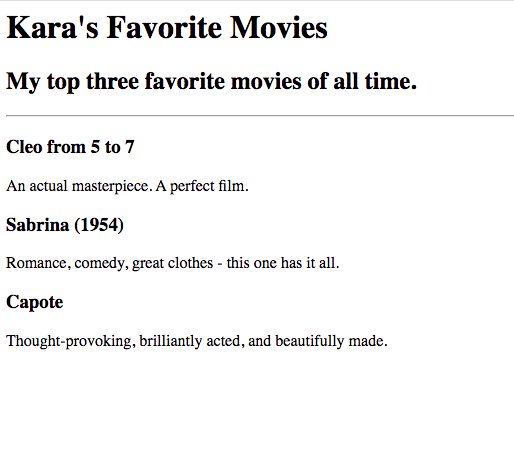 Kara's Favorite Movies
My top three favorite movies of all time.
Cleo from 5 to 7
An actual masterpiece. A perfect film.
Sabrina (1954)
Romance, comedy, great clothes - this one has it all.
Capote
Thought-provoking, brilliantly acted, and beautifully made.